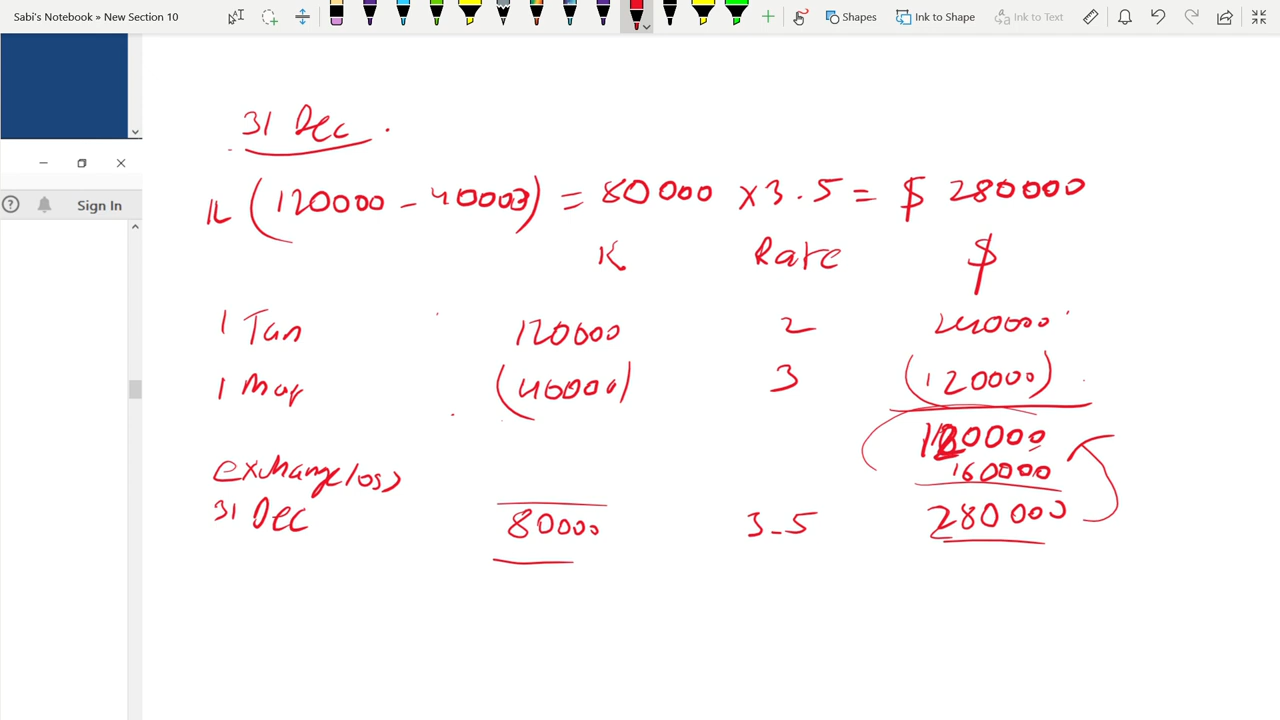 Sabi's Notebook » New Section 10
Shapes
Ink to Shape
Ink to Text
Sign In
31 Dec.
K (120000 - 40000) = 80000 x 3.5 = $ 280000
K Rate $
1 Jan 120000 2 240000
1 May (40000) 3 (120000)
120000
exchange loss 160000
31 Dec 80000 3.5 280000